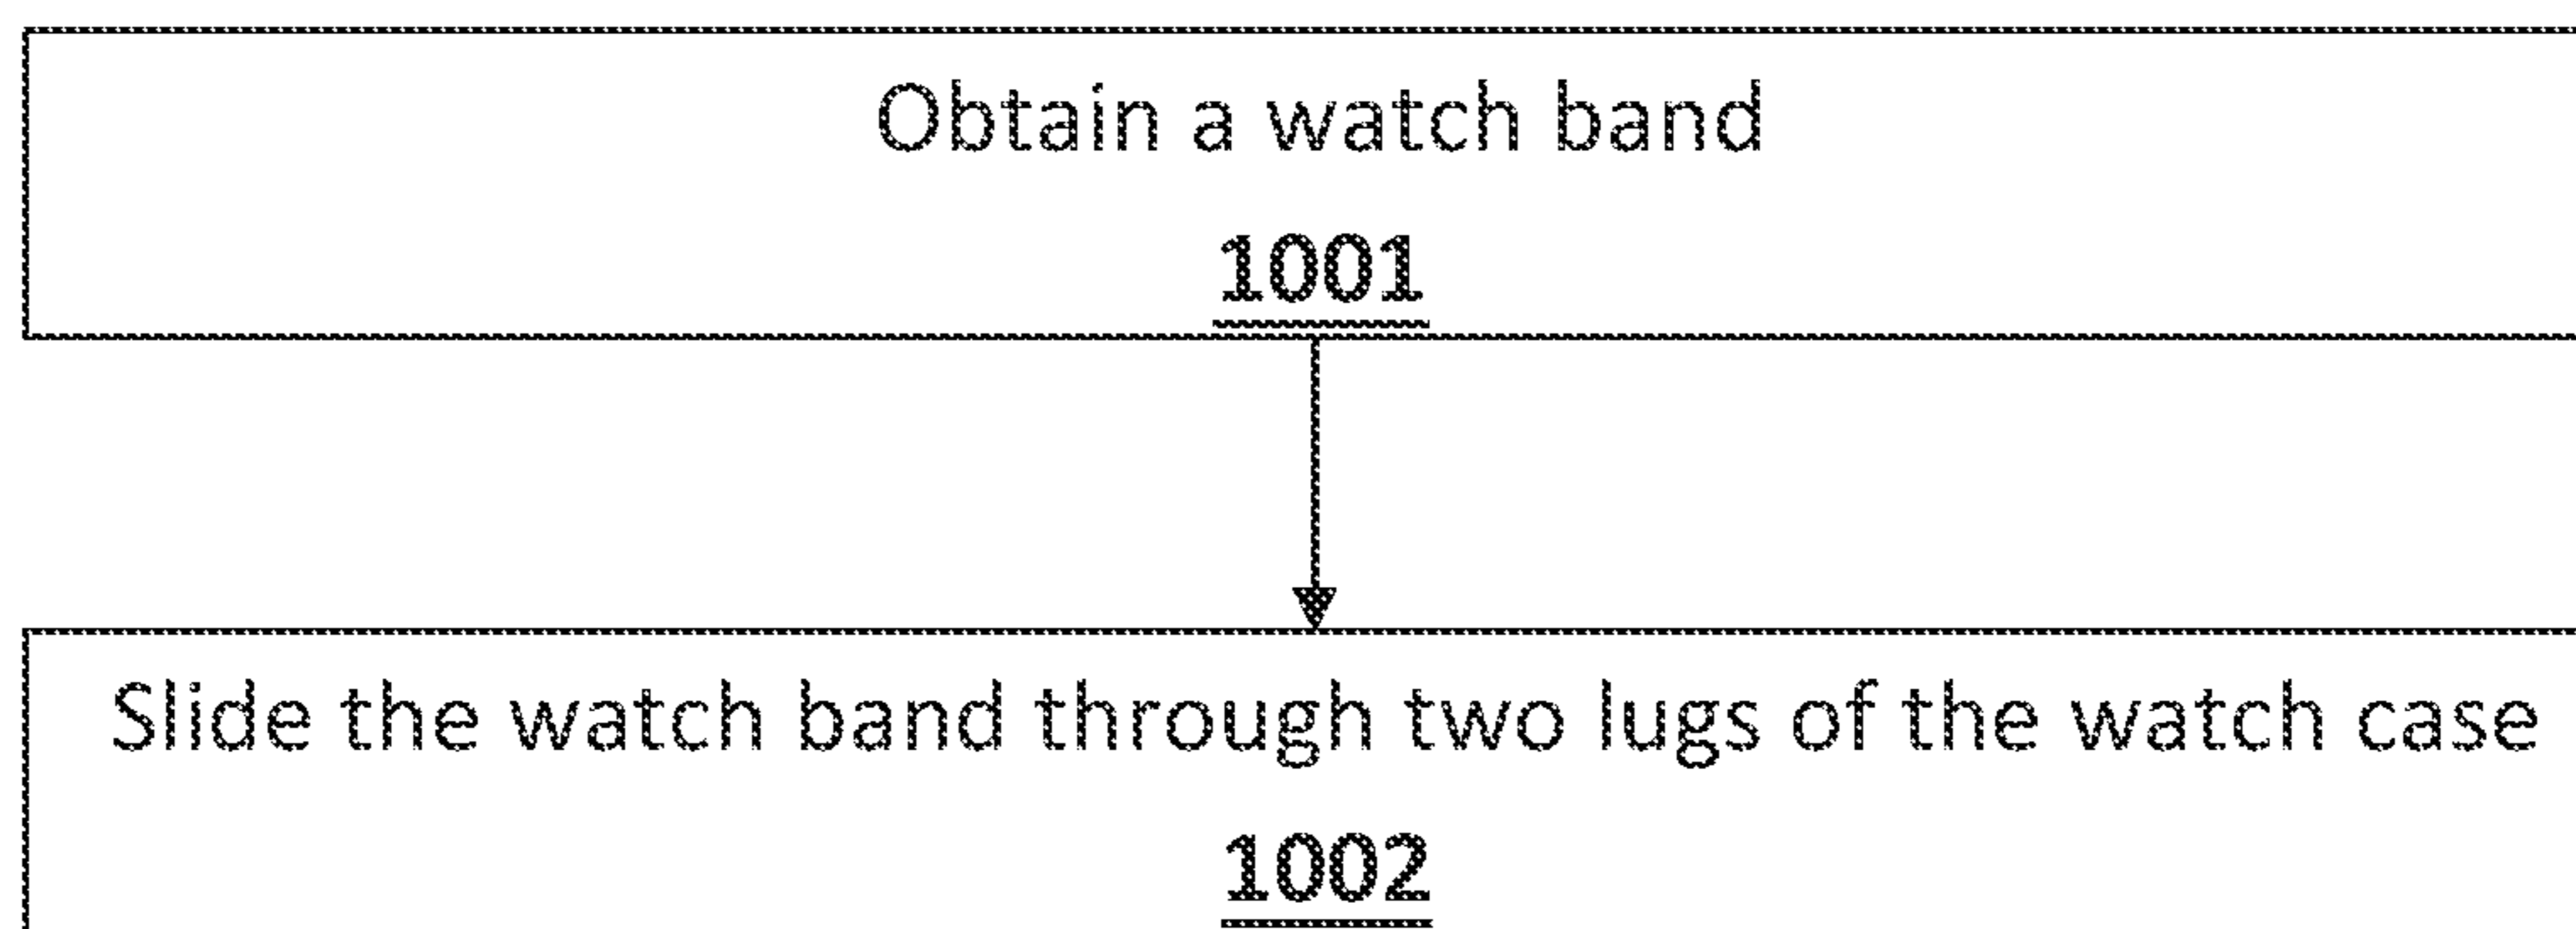 Obtain a watch band
1001
Slide the watch band through two lugs of the watch case
1002